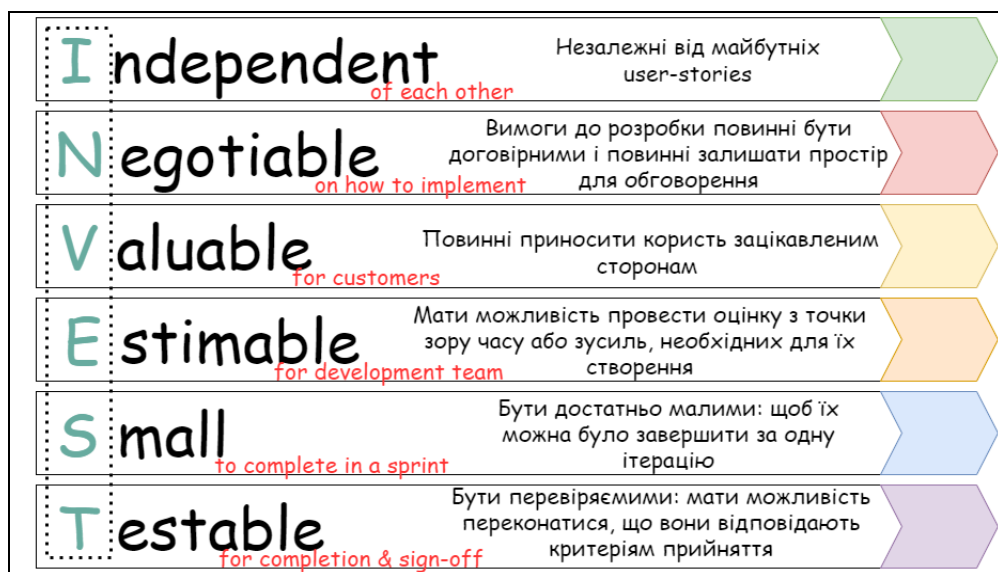 Independent
of each other
Незалежні від майбутніх
user-stories
Negotiable
on how to implement
Вимоги до розробки повинні бути
договірними і повинні залишати простір
для обговорення
Valuable
for customers
Повинні приносити користь зацікавленим
сторонам
Estimable
for development team
Мати можливість провести оцінку з точки
зору часу або зусиль, необхідних для їх
створення
Small
to complete in a sprint
Бути достатньо малими: щоб їх
можна було завершити за одну
ітерацію
Testable
for completion & sign-off
Бути перевіряємими: мати можливість
переконатися, що вони відповідають
критеріям прийняття